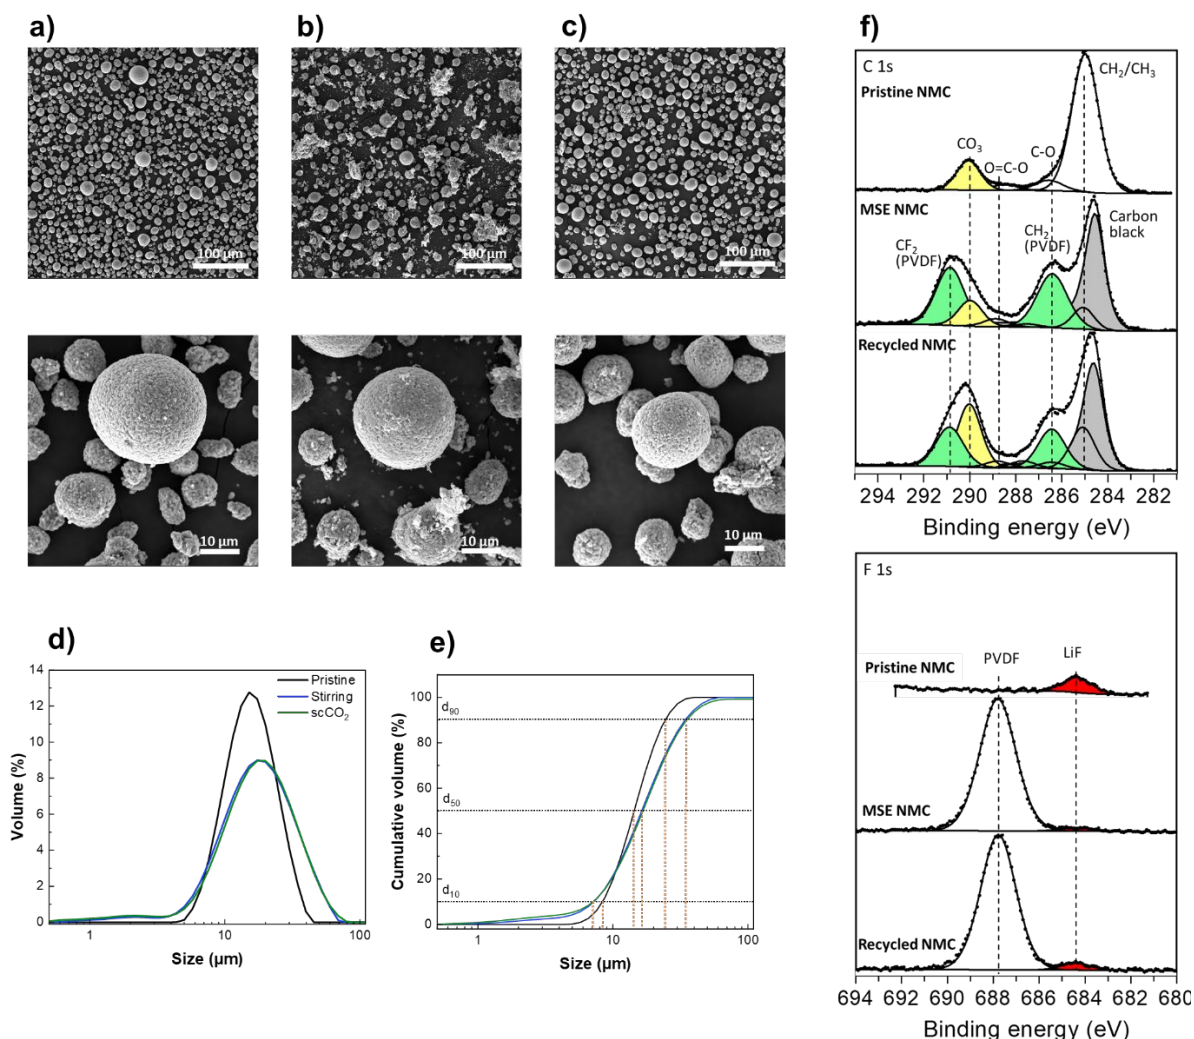 a)
b)
c)
100 µm
100 µm
100 µm
10 µm
10 µm
10 µm
d)
14
12
10
8
6
4
2
0
Volume (%)
Pristine
Stirring
scCO₂
1
10
100
Size (µm)
e)
100
80
60
40
20
0
Cumulative volume (%)
d₉₀
d₅₀
d₁₀
1
10
100
Size (µm)
f)
C 1s
Pristine NMC
CH₂/CH₃
CO₃
O=C-O
C-O
MSE NMC
CF₂
(PVDF)
CH₂
(PVDF)
Carbon
black
Recycled NMC
294 292 290 288 286 284 282
Binding energy (eV)
F 1s
Pristine NMC
PVDF
LiF
MSE NMC
Recycled NMC
694 692 690 688 686 684 682 680
Binding energy (eV)